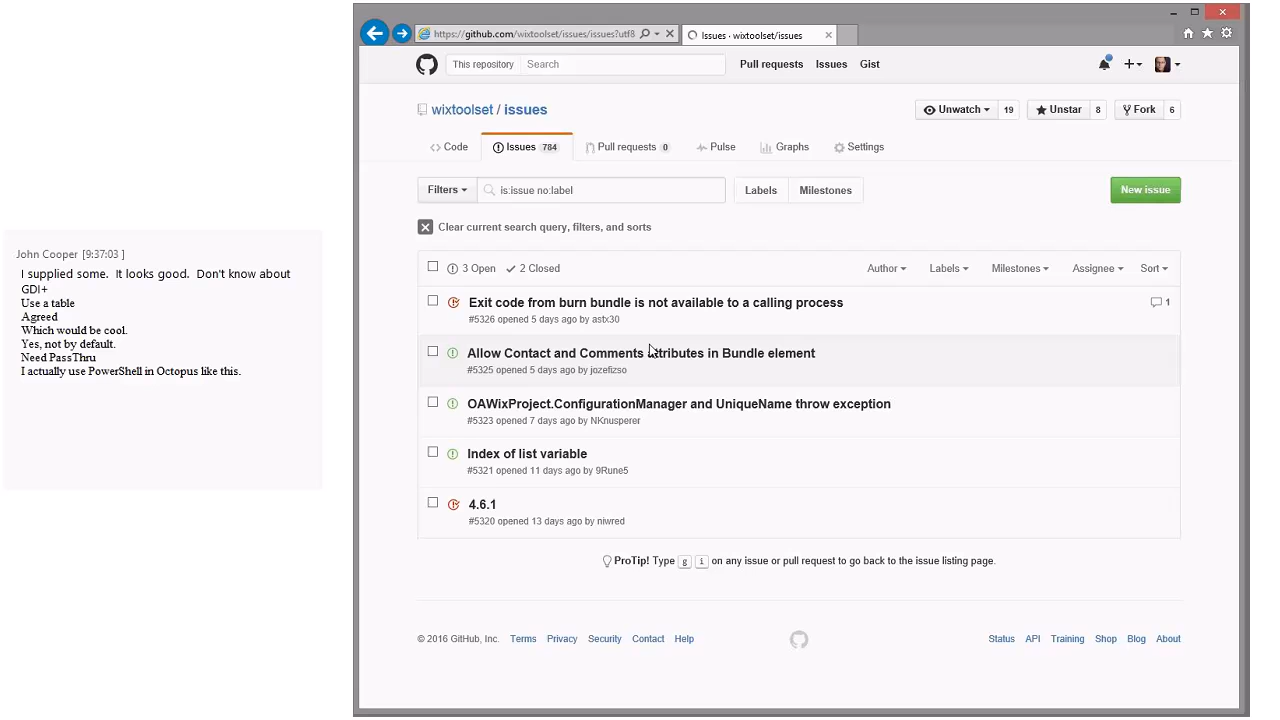 John Cooper [9:37:03 ]
I supplied some. It looks good. Don't know about
GDI+
Use a table
Agreed
Which would be cool.
Yes, not by default.
Need PassThru
I actually use PowerShell in Octopus like this.
https://github.com/wixtoolset/issues/issues?utf8
Issues · wixtoolset/issues
This repository Search
Pull requests Issues Gist
wixtoolset / issues
Unwatch 19 Unstar 8 Fork 6
Code Issues 784 Pull requests 0 Pulse Graphs Settings
Filters is:issue no:label Labels Milestones New issue
Clear current search query, filters, and sorts
3 Open 2 Closed Author Labels Milestones Assignee Sort
Exit code from burn bundle is not available to a calling process 1
#5326 opened 5 days ago by astx30
Allow Contact and Comments attributes in Bundle element
#5325 opened 5 days ago by jozefizso
OAWixProject.ConfigurationManager and UniqueName throw exception
#5323 opened 7 days ago by NKnusperer
Index of list variable
#5321 opened 11 days ago by 9Rune5
4.6.1
#5320 opened 13 days ago by niwred
ProTip! Type g i on any issue or pull request to go back to the issue listing page.
© 2016 GitHub, Inc. Terms Privacy Security Contact Help
Status API Training Shop Blog About